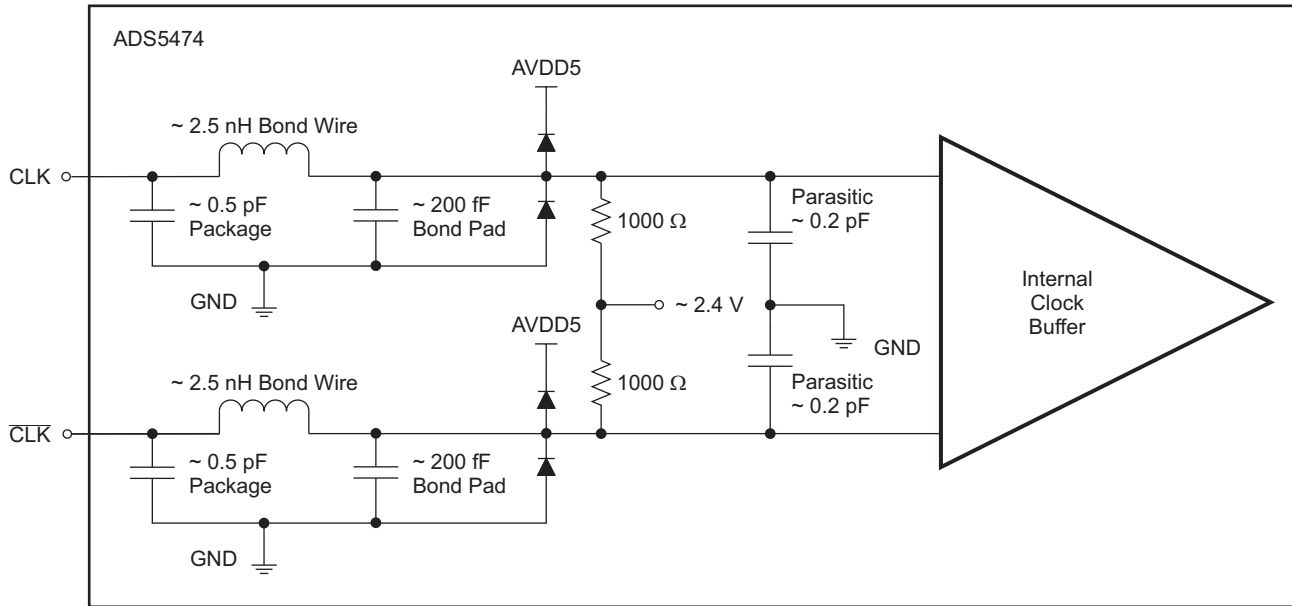 ADS5474
AVDD5
~ 2.5 nH Bond Wire
CLK
~ 0.5 pF
Package
~ 200 fF
Bond Pad
1000 Ω
Parasitic
~ 0.2 pF
GND
~ 2.4 V
Internal
Clock
Buffer
AVDD5
GND
~ 2.5 nH Bond Wire
1000 Ω
Parasitic
~ 0.2 pF
CLK
~ 0.5 pF
Package
~ 200 fF
Bond Pad
GND